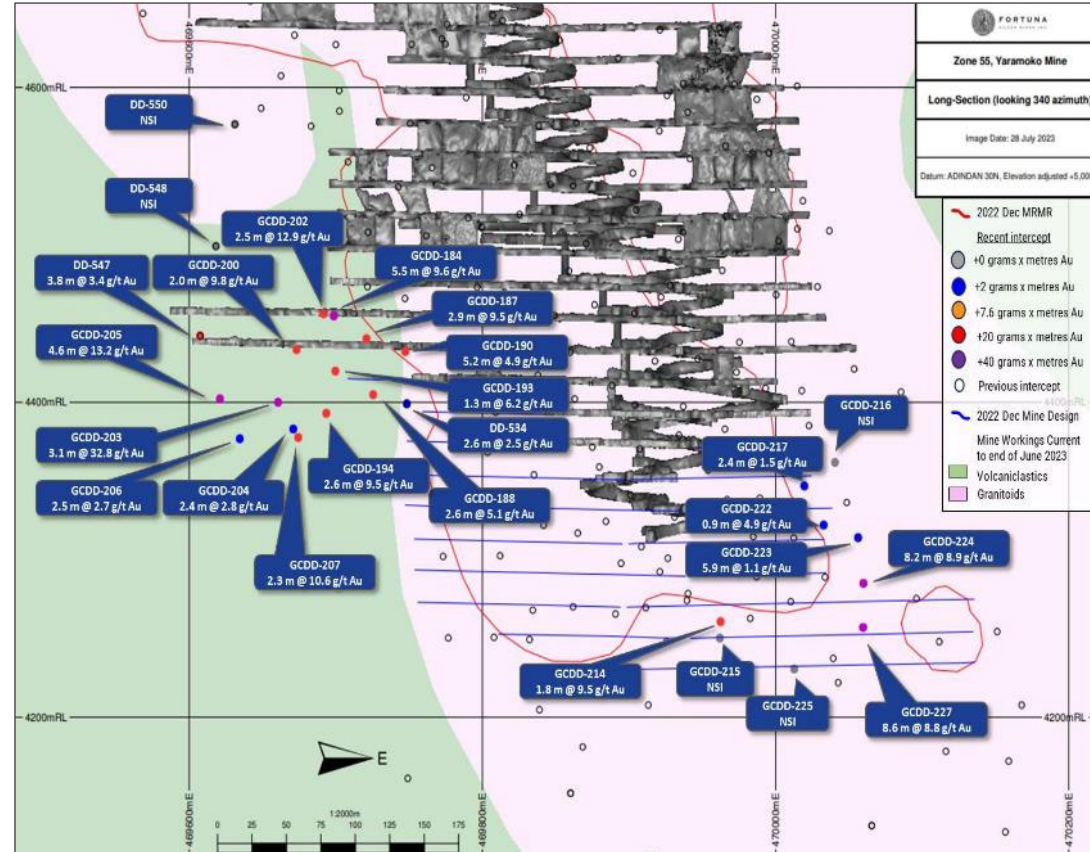 FORTUNA
SILVER MINES INC.
Zone 55, Yaramoko Mine
Long-Section (looking 340 azimuth)
Image Date: 28 July 2023
Datum: ADINDAN 30N, Elevation adjusted +5,00
2022 Dec MRMR
Recent intercept
+0 grams x metres Au
+2 grams x metres Au
+7.6 grams x metres Au
+20 grams x metres Au
+40 grams x metres Au
Previous intercept
2022 Dec Mine Design
Mine Workings Current
to end of June 2023
Volcaniclastics
Granitoids
469600mE
469800mE
470000mE
4600mRL
DD-550
NSI
DD-548
NSI
GCDD-202
2.5 m @ 12.9 g/t Au
GCDD-184
5.5 m @ 9.6 g/t Au
DD-547
3.8 m @ 3.4 g/t Au
GCDD-200
2.0 m @ 9.8 g/t Au
GCDD-187
2.9 m @ 9.5 g/t Au
GCDD-205
4.6 m @ 13.2 g/t Au
GCDD-190
5.2 m @ 4.9 g/t Au
GCDD-193
1.3 m @ 6.2 g/t Au
4400mRL
4400mRL
GCDD-216
NSI
DD-534
2.6 m @ 2.5 g/t Au
GCDD-203
3.1 m @ 32.8 g/t Au
GCDD-217
2.4 m @ 1.5 g/t Au
GCDD-194
2.6 m @ 9.5 g/t Au
GCDD-206
2.5 m @ 2.7 g/t Au
GCDD-204
2.4 m @ 2.8 g/t Au
GCDD-188
2.6 m @ 5.1 g/t Au
GCDD-222
0.9 m @ 4.9 g/t Au
GCDD-223
5.9 m @ 1.1 g/t Au
GCDD-224
8.2 m @ 8.9 g/t Au
GCDD-207
2.3 m @ 10.6 g/t Au
GCDD-214
1.8 m @ 9.5 g/t Au
GCDD-215
NSI
GCDD-225
NSI
GCDD-227
8.6 m @ 8.8 g/t Au
4200mRL
4200mRL
E
1:2000m
0 25 50 75 100 125 150 175
469600mE
469800mE
470000mE
470200mE